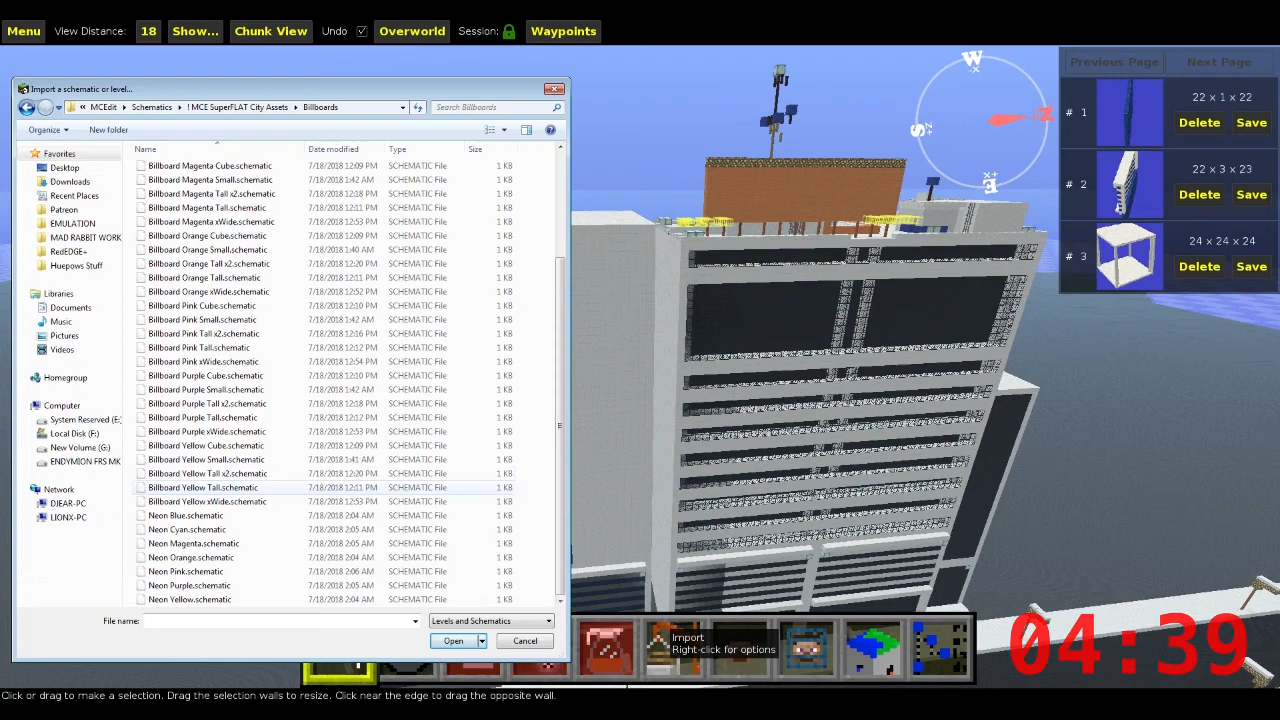 Menu View Distance: 18 Show... Chunk View Undo Overworld Session: Waypoints
Import a schematic or level...
« MCEdit Schematics ! MCE SuperFLAT City Assets Billboards Search Billboards
Organize New folder
Name Date modified Type Size
Favorites
Desktop
Downloads
Recent Places
Patreon
EMULATION
MAD RABBIT WORK
RedEDGE+
Huepows Stuff
Libraries
Documents
Music
Pictures
Videos
Homegroup
Computer
System Reserved (E:
Local Disk (F:)
New Volume (G:)
ENDYMION FRS MK
Network
DJEAR-PC
LIONX-PC
Billboard Magenta Cube.schematic 7/18/2018 12:09 PM SCHEMATIC File 1 KB
Billboard Magenta Small.schematic 7/18/2018 1:42 AM SCHEMATIC File 1 KB
Billboard Magenta Tall x2.schematic 7/18/2018 12:18 PM SCHEMATIC File 1 KB
Billboard Magenta Tall.schematic 7/18/2018 12:11 PM SCHEMATIC File 1 KB
Billboard Magenta xWide.schematic 7/18/2018 12:53 PM SCHEMATIC File 1 KB
Billboard Orange Cube.schematic 7/18/2018 12:09 PM SCHEMATIC File 1 KB
Billboard Orange Small.schematic 7/18/2018 1:40 AM SCHEMATIC File 1 KB
Billboard Orange Tall x2.schematic 7/18/2018 12:20 PM SCHEMATIC File 1 KB
Billboard Orange Tall.schematic 7/18/2018 12:11 PM SCHEMATIC File 1 KB
Billboard Orange xWide.schematic 7/18/2018 12:52 PM SCHEMATIC File 1 KB
Billboard Pink Cube.schematic 7/18/2018 12:10 PM SCHEMATIC File 1 KB
Billboard Pink Small.schematic 7/18/2018 1:42 AM SCHEMATIC File 1 KB
Billboard Pink Tall x2.schematic 7/18/2018 12:16 PM SCHEMATIC File 1 KB
Billboard Pink Tall.schematic 7/18/2018 12:12 PM SCHEMATIC File 1 KB
Billboard Pink xWide.schematic 7/18/2018 12:54 PM SCHEMATIC File 1 KB
Billboard Purple Cube.schematic 7/18/2018 12:10 PM SCHEMATIC File 1 KB
Billboard Purple Small.schematic 7/18/2018 1:42 AM SCHEMATIC File 1 KB
Billboard Purple Tall x2.schematic 7/18/2018 12:18 PM SCHEMATIC File 1 KB
Billboard Purple Tall.schematic 7/18/2018 12:12 PM SCHEMATIC File 1 KB
Billboard Purple xWide.schematic 7/18/2018 12:53 PM SCHEMATIC File 1 KB
Billboard Yellow Cube.schematic 7/18/2018 12:09 PM SCHEMATIC File 1 KB
Billboard Yellow Small.schematic 7/18/2018 1:41 AM SCHEMATIC File 1 KB
Billboard Yellow Tall x2.schematic 7/18/2018 12:20 PM SCHEMATIC File 1 KB
Billboard Yellow Tall.schematic 7/18/2018 12:11 PM SCHEMATIC File 1 KB
Billboard Yellow xWide.schematic 7/18/2018 12:53 PM SCHEMATIC File 1 KB
Neon Blue.schematic 7/18/2018 2:04 AM SCHEMATIC File 1 KB
Neon Cyan.schematic 7/18/2018 2:05 AM SCHEMATIC File 1 KB
Neon Magenta.schematic 7/18/2018 2:05 AM SCHEMATIC File 1 KB
Neon Orange.schematic 7/18/2018 2:04 AM SCHEMATIC File 1 KB
Neon Pink.schematic 7/18/2018 2:06 AM SCHEMATIC File 1 KB
Neon Purple.schematic 7/18/2018 2:05 AM SCHEMATIC File 1 KB
Neon Yellow.schematic 7/18/2018 2:04 AM SCHEMATIC File 1 KB
File name: Levels and Schematics
Open Cancel
W
-X
Z
S
Z+
X+
E
Previous Page Next Page
# 1 22 x 1 x 22
Delete Save
# 2 22 x 3 x 23
Delete Save
# 3 24 x 24 x 24
Delete Save
Import
Right-click for options
04:39
Click or drag to make a selection. Drag the selection walls to resize. Click near the edge to drag the opposite wall.